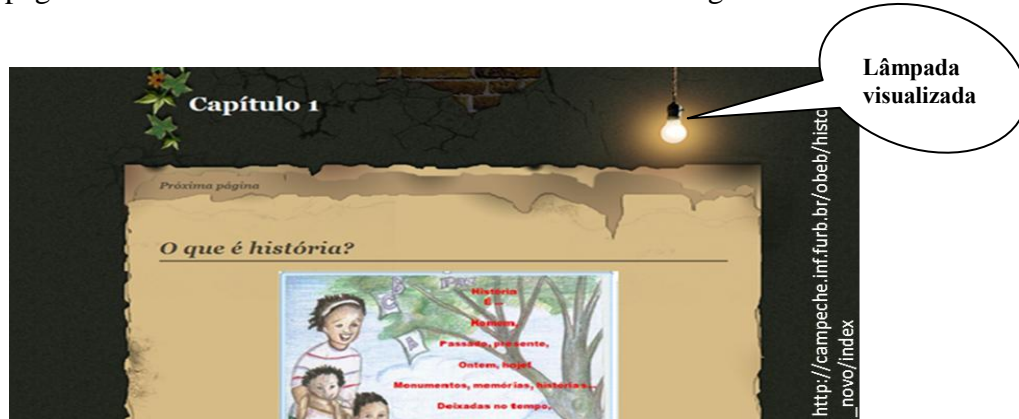 Lâmpada
visualizada
Capítulo 1
Próxima página
O que é história?
História
É ...
Homem,
Passado, presente,
Ontem, hoje!
Monumentos, memórias, histórias...
Deixadas no tempo,
http://campeche.inf.furb.br/obeb/histo
_novo/index